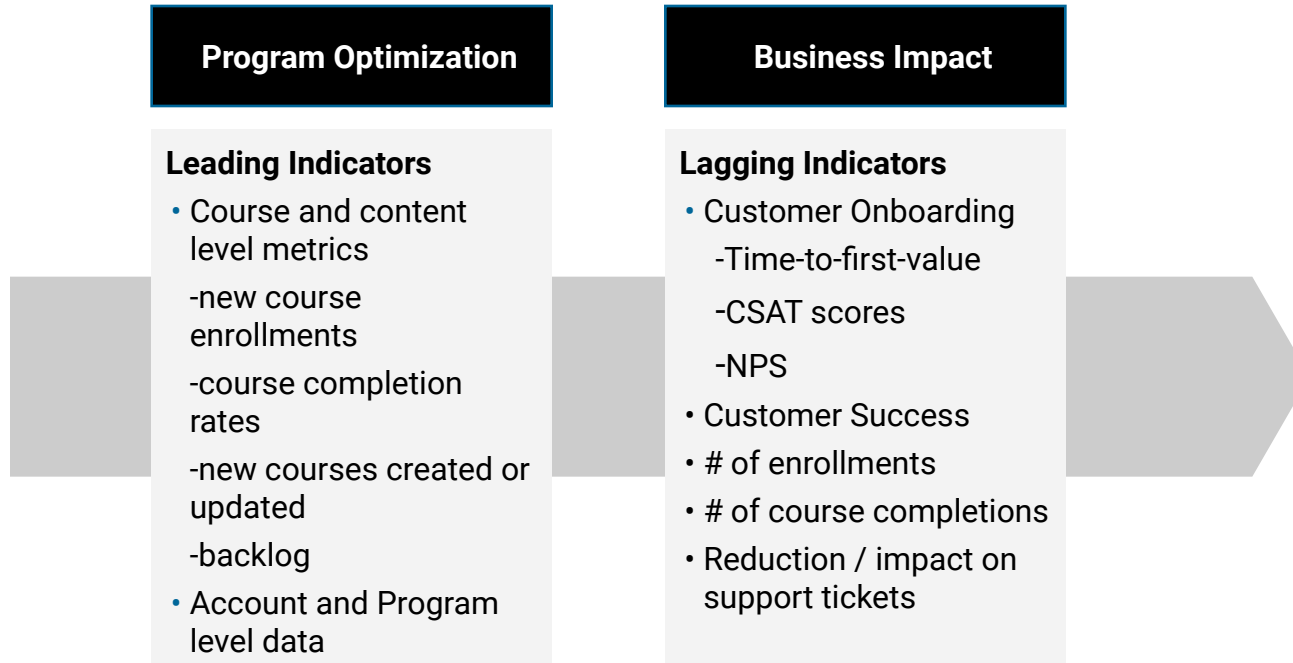 Program Optimization
Leading Indicators
• Course and content
level metrics
-new course
enrollments
-course completion
rates
-new courses created or
updated
-backlog
• Account and Program
level data
Business Impact
Lagging Indicators
• Customer Onboarding
-Time-to-first-value
-CSAT scores
-NPS
• Customer Success
• # of enrollments
• # of course completions
• Reduction / impact on
support tickets